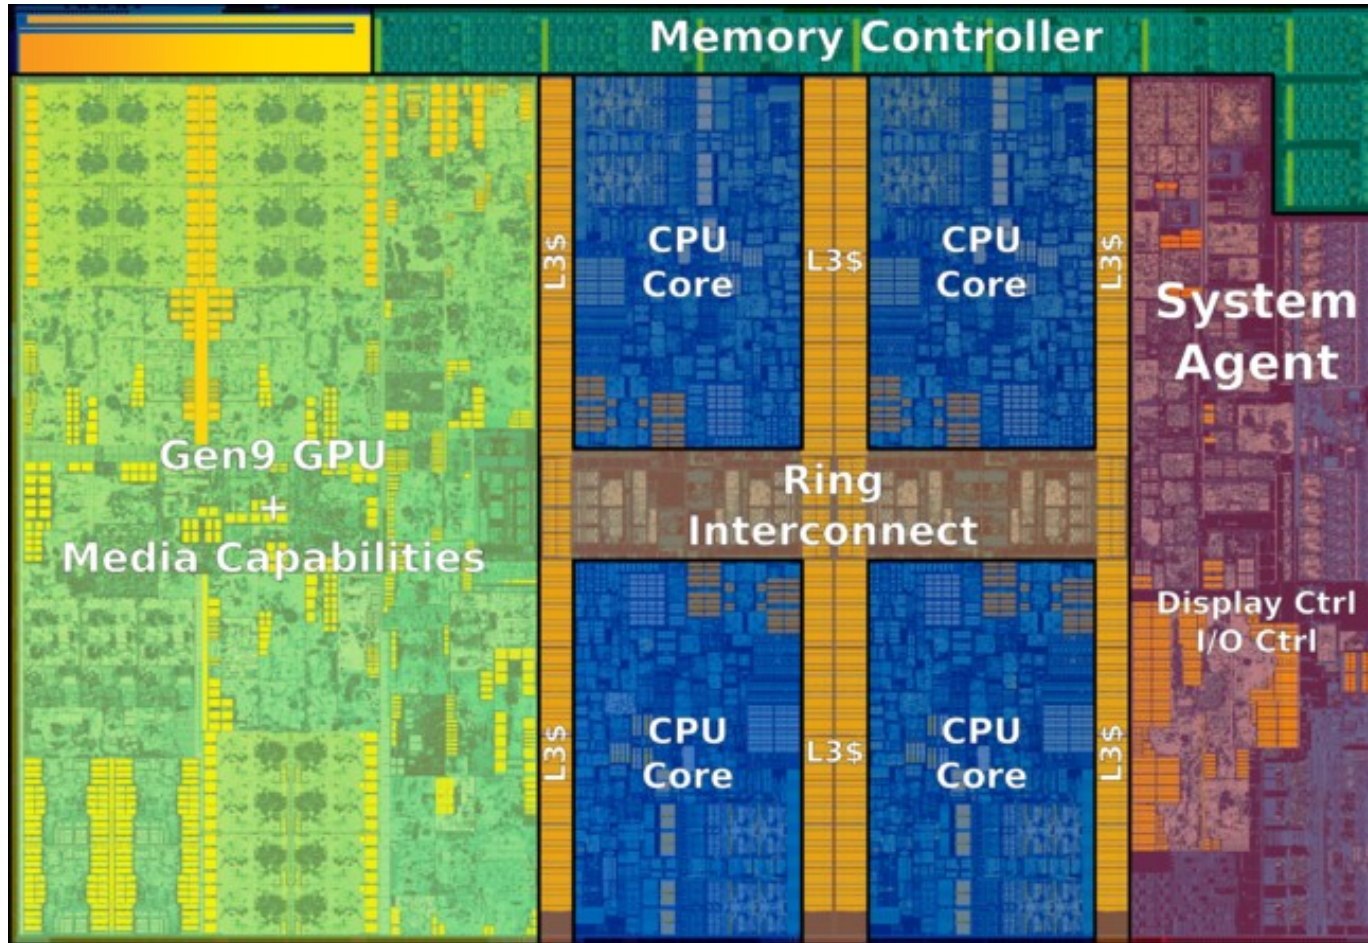 Memory Controller
CPU
Core
CPU
Core
L3$
L3$
L3$
System
Agent
Gen9 GPU
+
Media Capabilities
Ring
Interconnect
Display Ctrl
I/O Ctrl
CPU
Core
CPU
Core
L3$
L3$
L3$